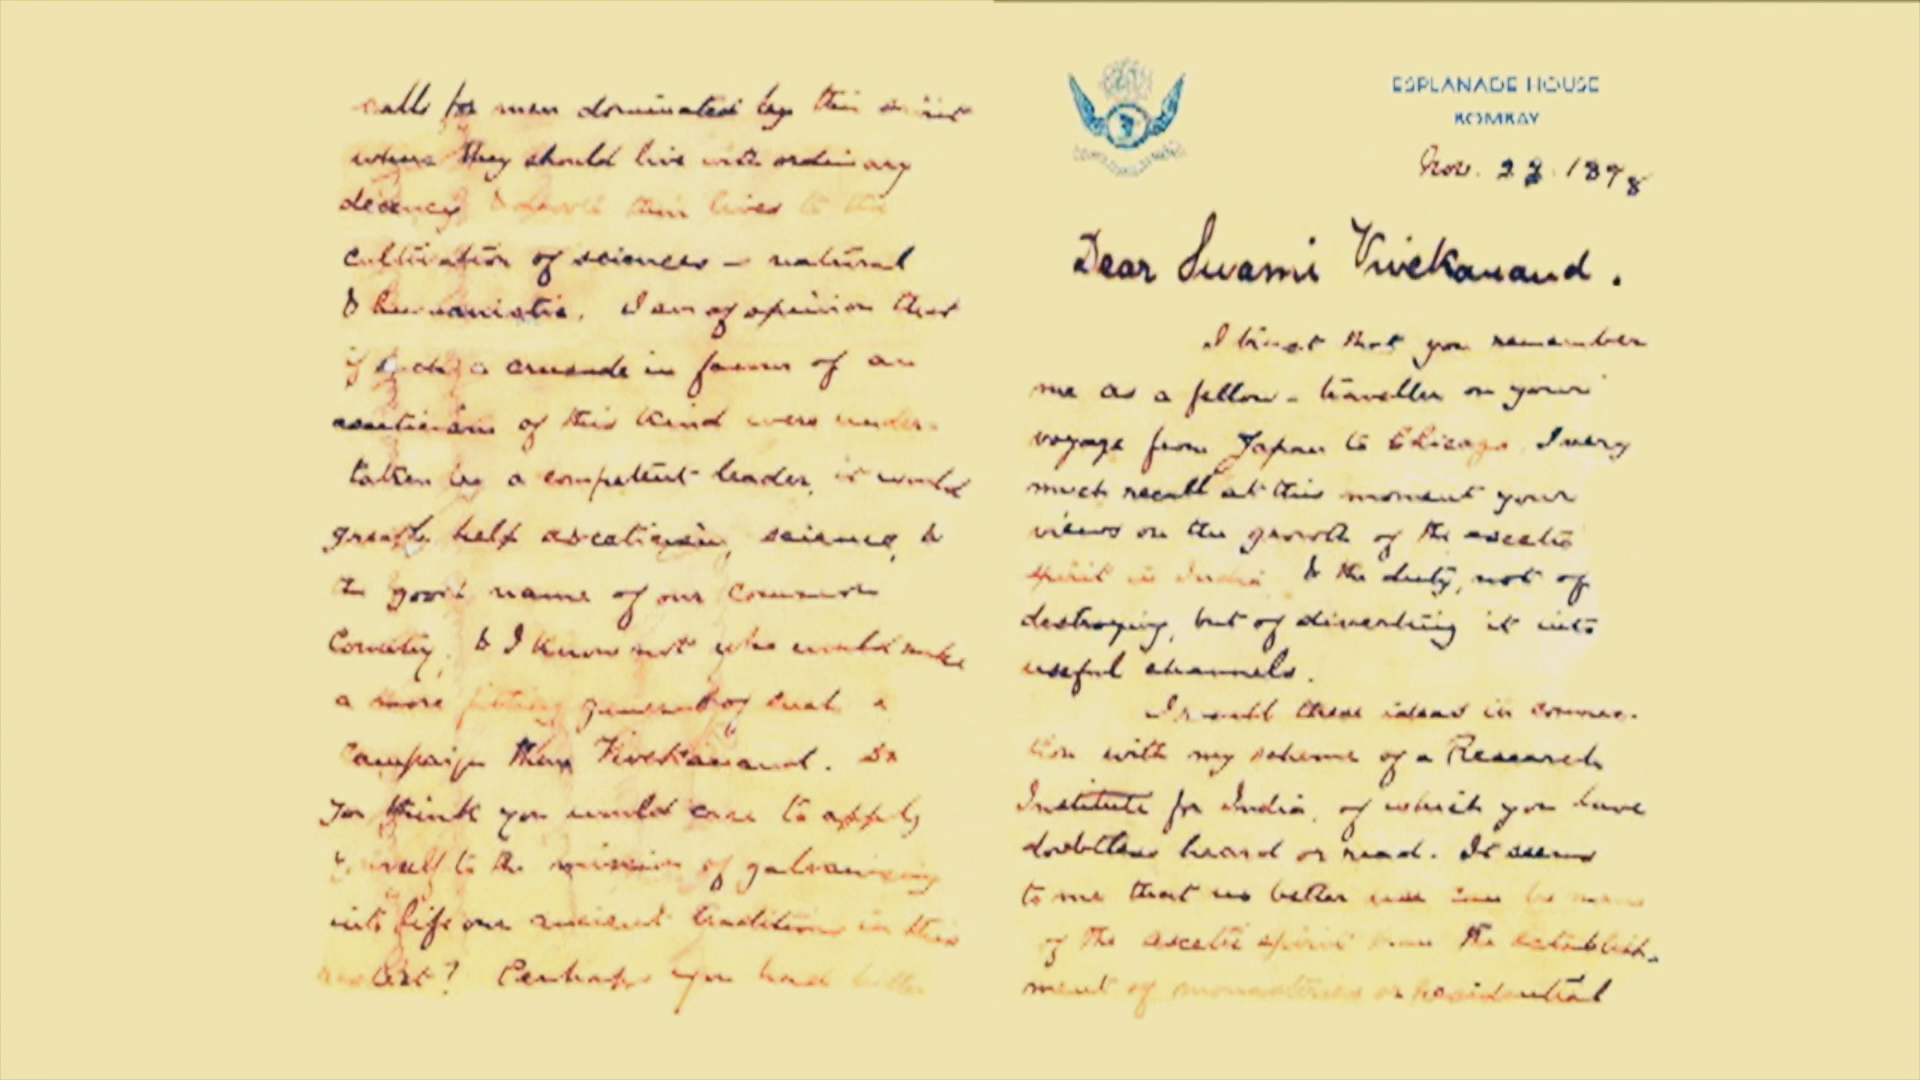 ESPLANADE HOUSE
BOMBAY
Nov. 23. 1898
Dear Swami Vivekanand.
I trust that you remember
me as a fellow-traveller on your
voyage from Japan to Chicago. I very
much recall at this moment your
views on the growth of the ascetic
spirit in India, & the duty, not of
destroying, but of diverting it into
useful channels.
I recall these ideas in connec-
tion with my scheme of a Research
Institute for India, of which you have
doubtless heard or read. It seems
to me that no better use can be made
of the ascetic spirit than the establish-
ment of monasteries or residential
halls for men dominated by this spirit
where they should live with ordinary
decency & devote their lives to the
cultivation of sciences – natural
& humanistic. I am of opinion that
if such a crusade in favour of an
asceticism of this kind were under-
taken by a competent leader, it would
greatly help asceticism, science, &
the good name of our common
country, & I know not who would make
a more fitting general of such a
campaign than Vivekanand. Do
you think you would care to apply
yourself to the mission of galvanising
into life our ancient traditions in this
respect? Perhaps you had better